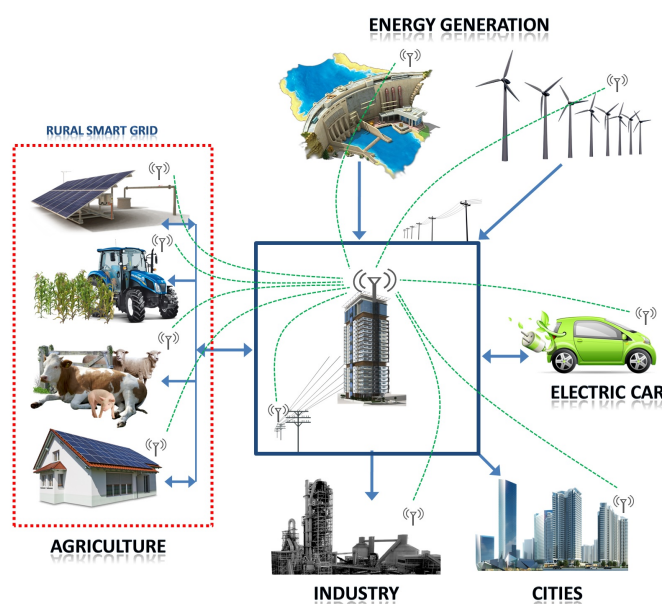 ENERGY GENERATION
RURAL SMART GRID
ELECTRIC CAR
AGRICULTURE
INDUSTRY
CITIES